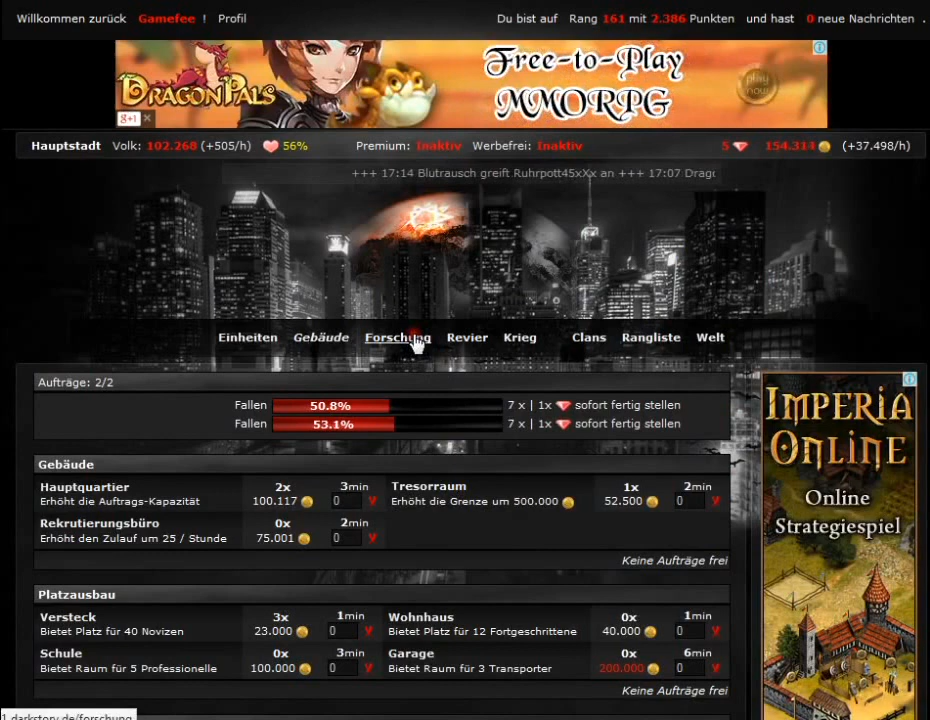 Willkommen zurück Gamefee ! Profil
Du bist auf Rang 161 mit 2.386 Punkten und hast 0 neue Nachrichten .
DRAGONPALS
Free-to-Play
MMORPG
play now
g+1
Hauptstadt Volk: 102.268 (+505/h) 56% Premium: Inaktiv Werbefrei: Inaktiv 5 154.314 (+37.498/h)
+++ 17:14 Blutrausch greift Ruhrpott45xXx an +++ 17:07 Drag
Einheiten Gebäude Forschung Revier Krieg Clans Rangliste Welt
Aufträge: 2/2
Fallen 50.8% 7 x | 1x sofort fertig stellen
Fallen 53.1% 7 x | 1x sofort fertig stellen
Gebäude
Hauptquartier 2x 3min
Erhöht die Auftrags-Kapazität 100.117 0
Tresorraum 1x 2min
Erhöht die Grenze um 500.000 52.500 0
Rekrutierungsbüro 0x 2min
Erhöht den Zulauf um 25 / Stunde 75.001 0
Keine Aufträge frei
Platzausbau
Versteck 3x 1min
Bietet Platz für 40 Novizen 23.000 0
Wohnhaus 0x 1min
Bietet Platz für 12 Fortgeschrittene 40.000 0
Schule 0x 3min
Bietet Raum für 5 Professionelle 100.000 0
Garage 0x 6min
Bietet Raum für 3 Transporter 200.000 0
Keine Aufträge frei
IMPERIA
ONLINE
Online
Strategiespiel
1.darkstory.de/forschung